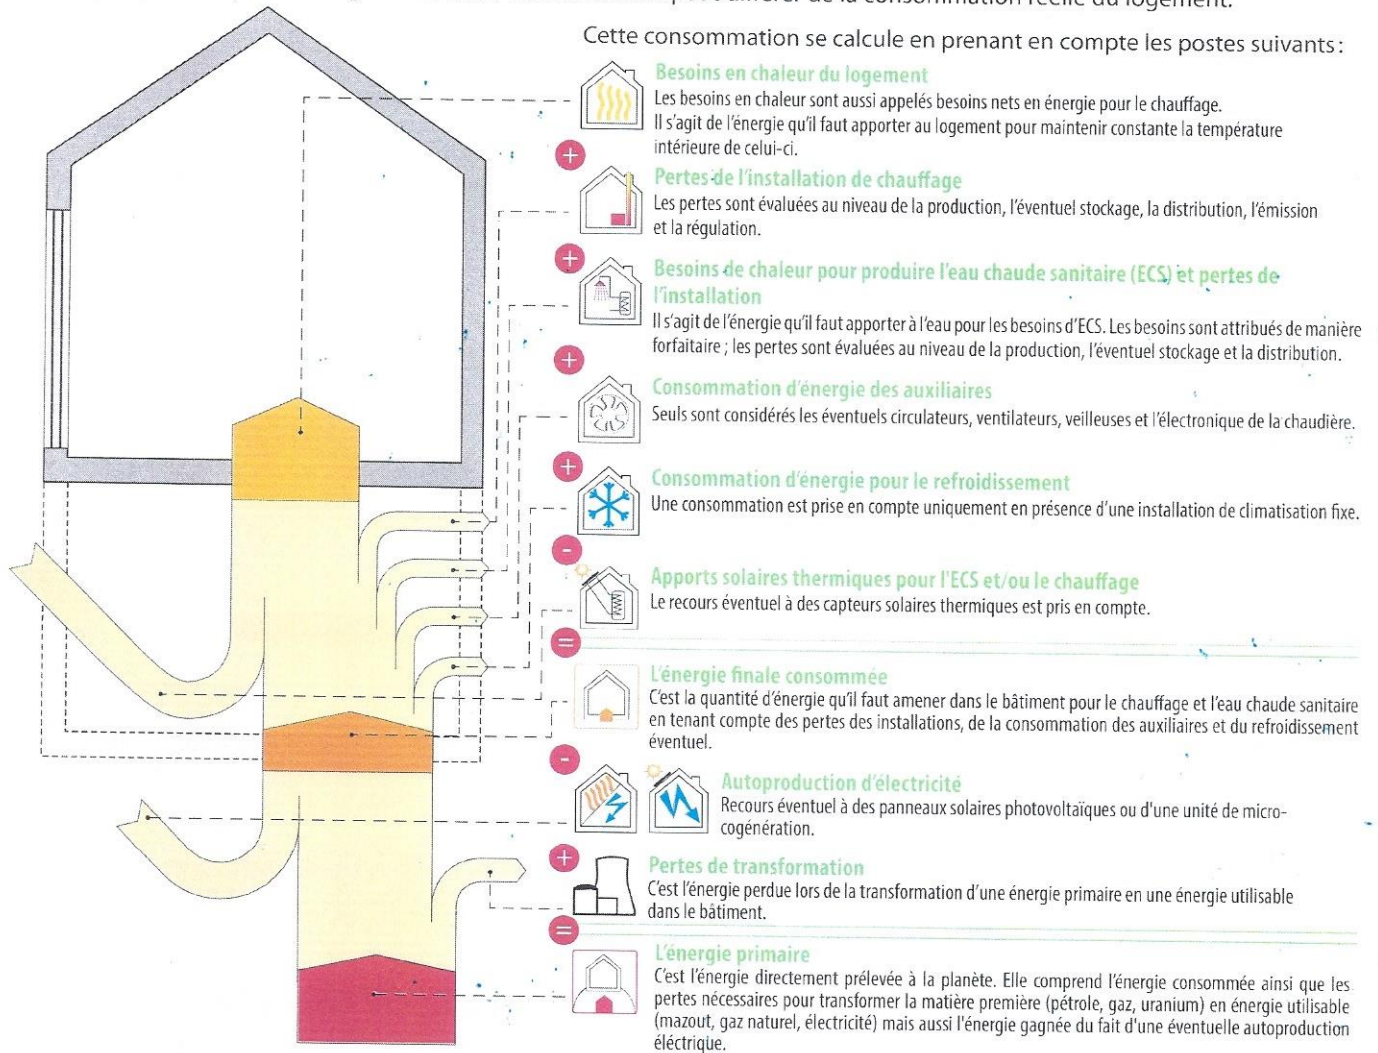 de la consommation réelle du logement.
Cette consommation se calcule en prenant en compte les postes suivants :
Besoins en chaleur du logement
Les besoins en chaleur sont aussi appelés besoins nets en énergie pour le chauffage.
Il s'agit de l'énergie qu'il faut apporter au logement pour maintenir constante la température
intérieure de celui-ci.
+
Pertes de l'installation de chauffage
Les pertes sont évaluées au niveau de la production, l'éventuel stockage, la distribution, l'émission
et la régulation.
+
Besoins de chaleur pour produire l'eau chaude sanitaire (ECS) et pertes de
l'installation
Il s'agit de l'énergie qu'il faut apporter à l'eau pour les besoins d'ECS. Les besoins sont attribués de manière
forfaitaire ; les pertes sont évaluées au niveau de la production, l'éventuel stockage et la distribution.
+
Consommation d'énergie des auxiliaires
Seuls sont considérés les éventuels circulateurs, ventilateurs, veilleuses et l'électronique de la chaudière.
+
Consommation d'énergie pour le refroidissement
Une consommation est prise en compte uniquement en présence d'une installation de climatisation fixe.
-
Apports solaires thermiques pour l'ECS et/ou le chauffage
Le recours éventuel à des capteurs solaires thermiques est pris en compte.
=
L'énergie finale consommée
C'est la quantité d'énergie qu'il faut amener dans le bâtiment pour le chauffage et l'eau chaude sanitaire
en tenant compte des pertes des installations, de la consommation des auxiliaires et du refroidissement
éventuel.
-
Autoproduction d'électricité
Recours éventuel à des panneaux solaires photovoltaïques ou d'une unité de micro-
cogénération.
+
Pertes de transformation
C'est l'énergie perdue lors de la transformation d'une énergie primaire en une énergie utilisable
dans le bâtiment.
=
L'énergie primaire
C'est l'énergie directement prélevée à la planète. Elle comprend l'énergie consommée ainsi que les
pertes nécessaires pour transformer la matière première (pétrole, gaz, uranium) en énergie utilisable
(mazout, gaz naturel, électricité) mais aussi l'énergie gagnée du fait d'une éventuelle autoproduction
éléctrique.